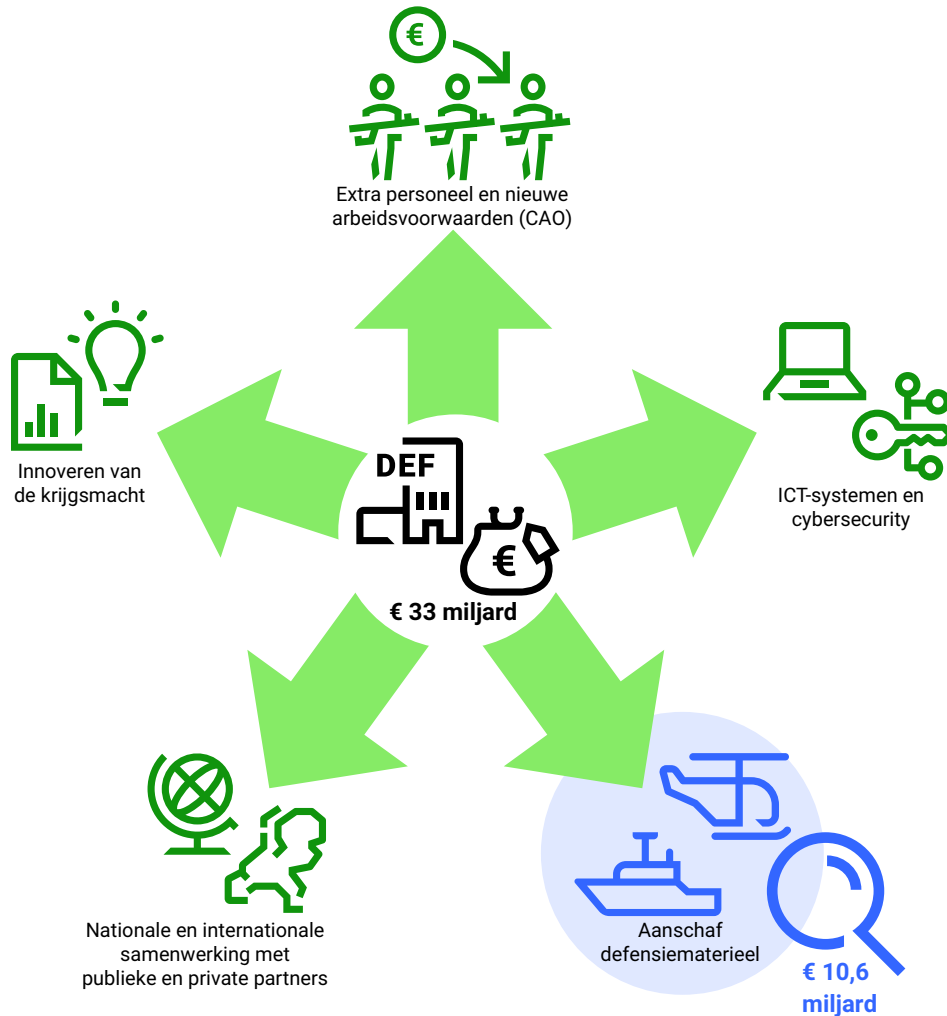 €
Extra personeel en nieuwe
arbeidsvoorwaarden (CAO)
Innoveren van
de krijgsmacht
DEF
€
€ 33 miljard
ICT-systemen en
cybersecurity
Nationale en internationale
samenwerking met
publieke en private partners
Aanschaf
defensiematerieel
€ 10,6
miljard